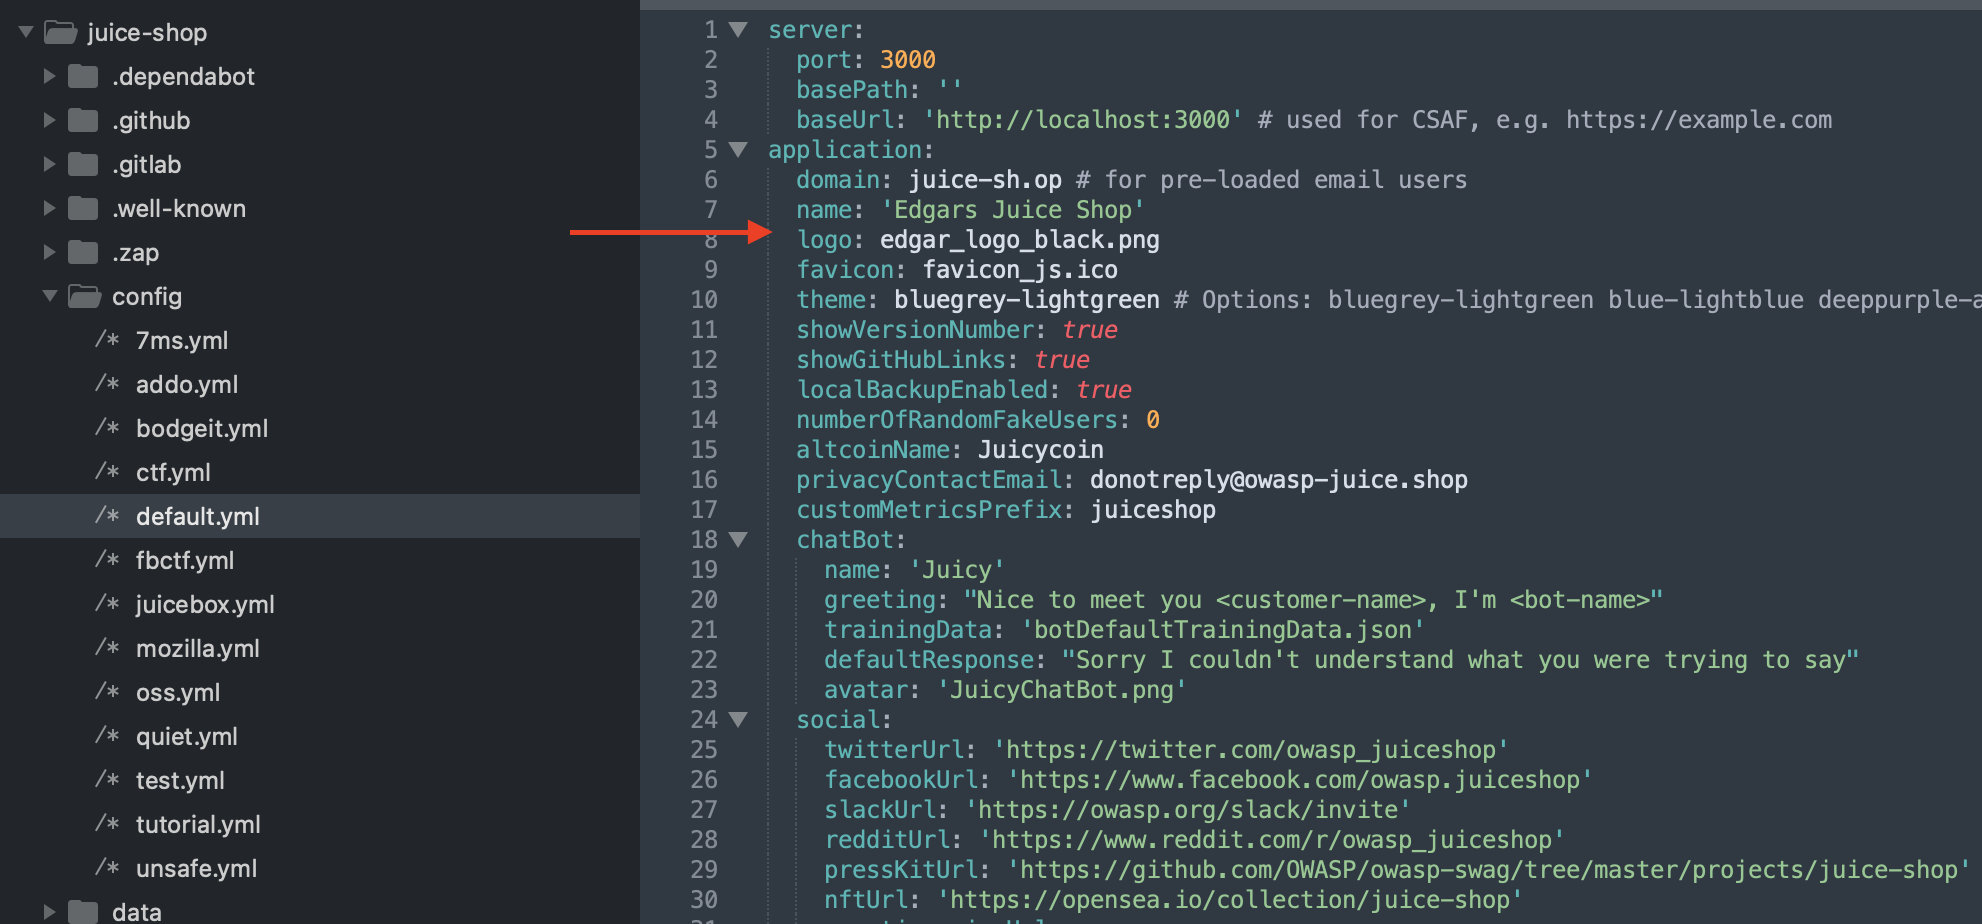 juice-shop
.dependabot
.github
.gitlab
.well-known
.zap
config
/* 7ms.yml
/* addo.yml
/* bodgeit.yml
/* ctf.yml
/* default.yml
/* fbctf.yml
/* juicebox.yml
/* mozilla.yml
/* oss.yml
/* quiet.yml
/* test.yml
/* tutorial.yml
/* unsafe.yml
data
1 server:
2 port: 3000
3 basePath: ''
4 baseUrl: 'http://localhost:3000' # used for CSAF, e.g. https://example.com
5 application:
6 domain: juice-sh.op # for pre-loaded email users
7 name: 'Edgars Juice Shop'
8 logo: edgar_logo_black.png
9 favicon: favicon_js.ico
10 theme: bluegrey-lightgreen # Options: bluegrey-lightgreen blue-lightblue deeppurple-a
11 showVersionNumber: true
12 showGitHubLinks: true
13 localBackupEnabled: true
14 numberOfRandomFakeUsers: 0
15 altcoinName: Juicycoin
16 privacyContactEmail: donotreply@owasp-juice.shop
17 customMetricsPrefix: juiceshop
18 chatBot:
19 name: 'Juicy'
20 greeting: "Nice to meet you <customer-name>, I'm <bot-name>"
21 trainingData: 'botDefaultTrainingData.json'
22 defaultResponse: "Sorry I couldn't understand what you were trying to say"
23 avatar: 'JuicyChatBot.png'
24 social:
25 twitterUrl: 'https://twitter.com/owasp_juiceshop'
26 facebookUrl: 'https://www.facebook.com/owasp.juiceshop'
27 slackUrl: 'https://owasp.org/slack/invite'
28 redditUrl: 'https://www.reddit.com/r/owasp_juiceshop'
29 pressKitUrl: 'https://github.com/OWASP/owasp-swag/tree/master/projects/juice-shop'
30 nftUrl: 'https://opensea.io/collection/juice-shop'